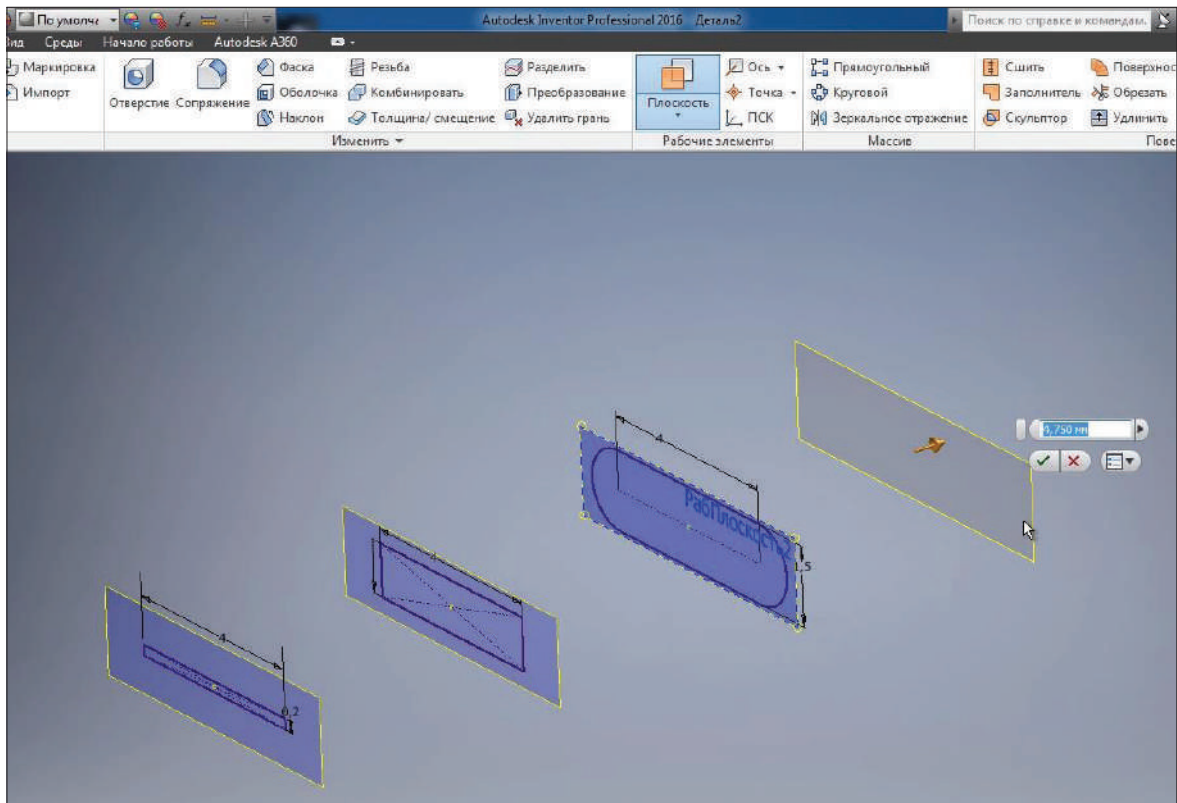 По умолча
Autodesk Inventor Professional 2016 Деталь2
Поиск по справке и командам.
Вид Среды Начало работы Autodesk A360
Маркировка
Импорт
Отверстие
Сопряжение
Фаска
Оболочка
Наклон
Резьба
Комбинировать
Толщина/ смещение
Разделить
Преобразование
Удалить грань
Изменить
Плоскость
Ось
Точка
ПСК
Рабочие элементы
Прямоугольный
Круговой
Зеркальное отражение
Массив
Сшить
Заполнитель
Скульптор
Поверхнос
Обрезать
Удлинить
Пове
4
РабПлоскость2
1,5
4,750 мм
4
4
0,2